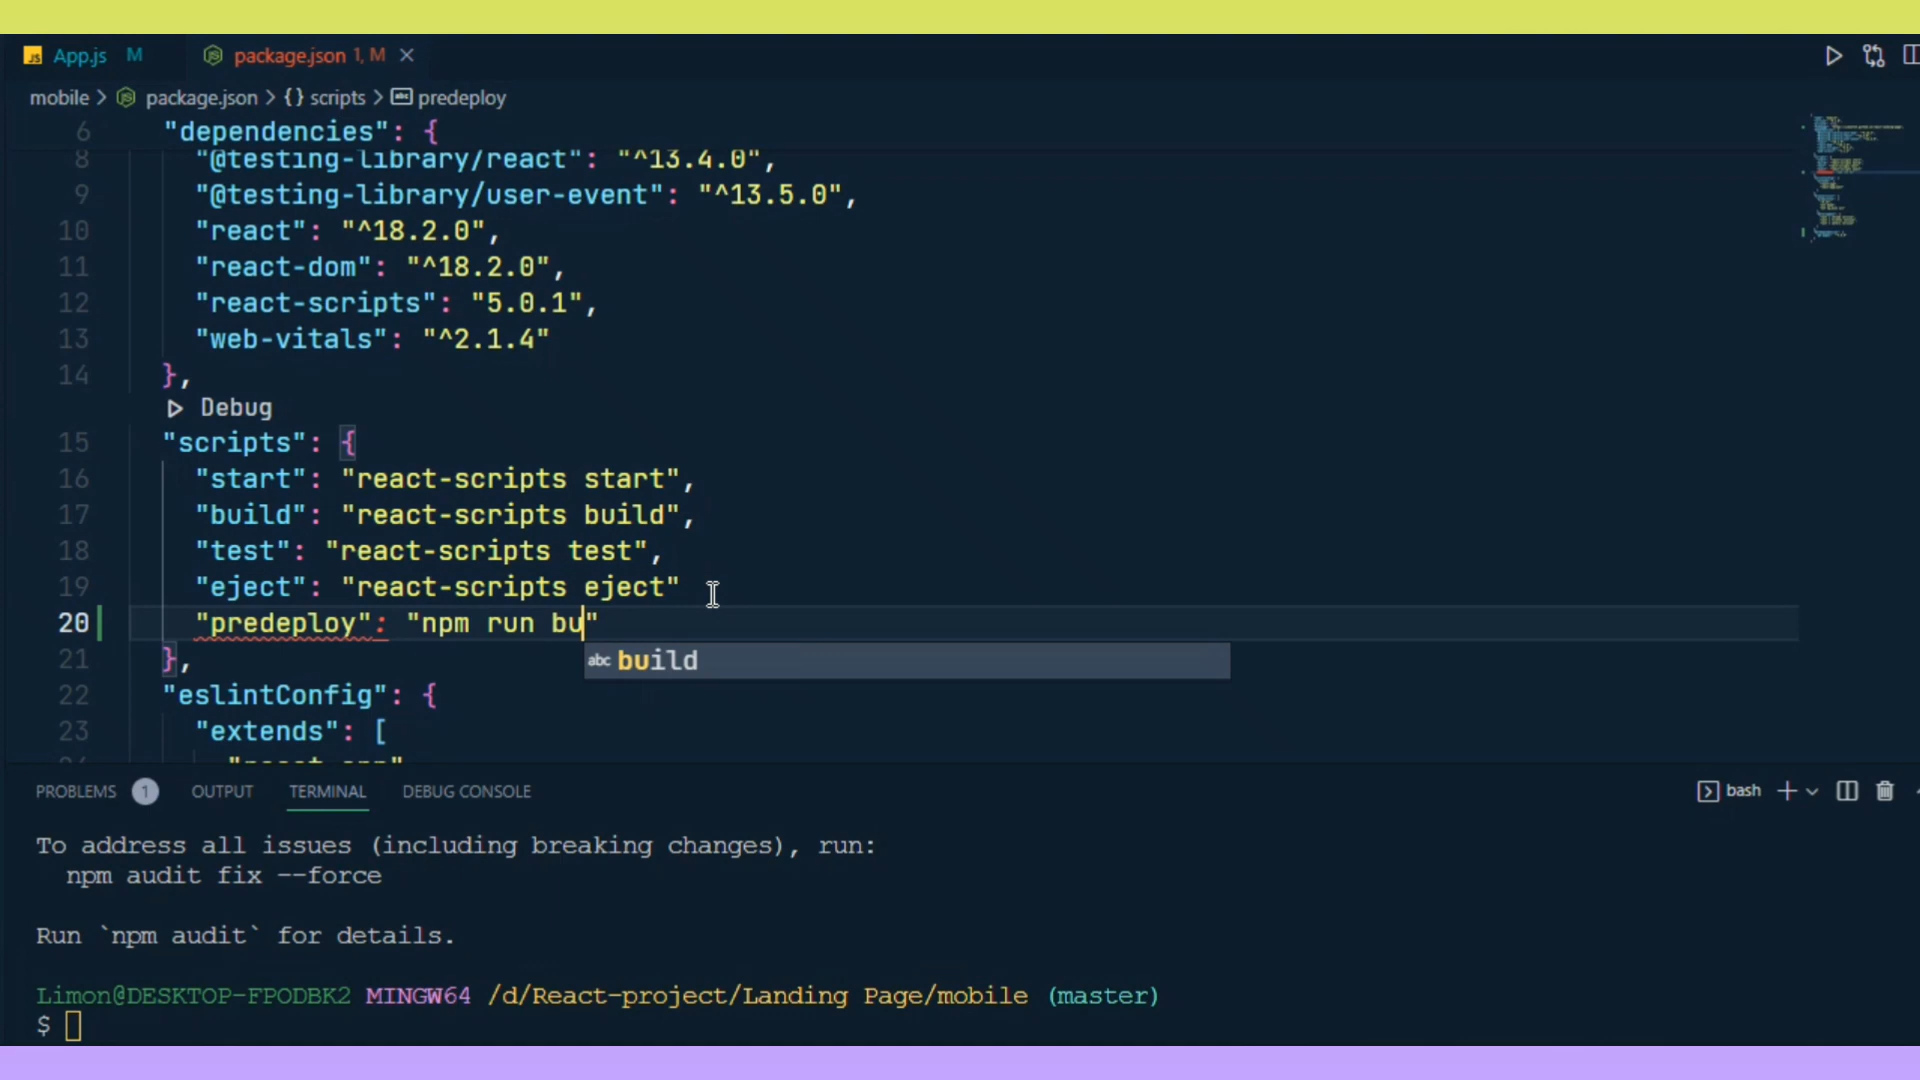 App.js M package.json 1, M
mobile > package.json > {} scripts > predeploy
6 "dependencies": {
8 "@testing-library/react": "^13.4.0",
9 "@testing-library/user-event": "^13.5.0",
10 "react": "^18.2.0",
11 "react-dom": "^18.2.0",
12 "react-scripts": "5.0.1",
13 "web-vitals": "^2.1.4"
14 },
Debug
15 "scripts": {
16 "start": "react-scripts start",
17 "build": "react-scripts build",
18 "test": "react-scripts test",
19 "eject": "react-scripts eject"
20 "predeploy": "npm run bu"
21 },
abc build
22 "eslintConfig": {
23 "extends": [
PROBLEMS 1 OUTPUT TERMINAL DEBUG CONSOLE bash
To address all issues (including breaking changes), run:
npm audit fix --force
Run `npm audit` for details.
Limon@DESKTOP-FPODBK2 MINGW64 /d/React-project/Landing Page/mobile (master)
$